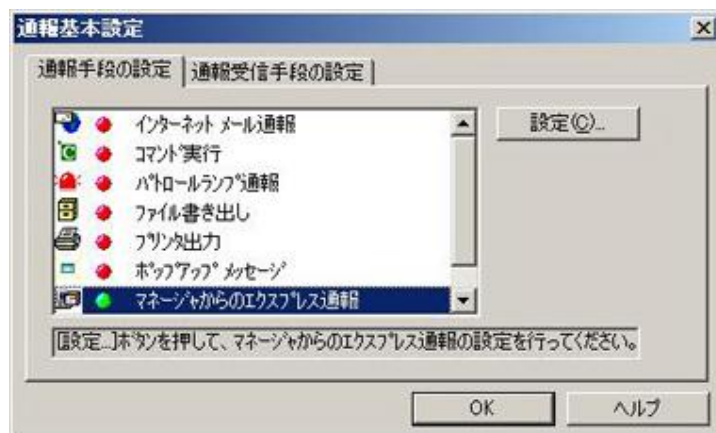 通報基本設定
通報手段の設定
通報受信手段の設定
インターネット メール通報
設定(C)...
コマンド実行
パトロールランプ通報
ファイル書き出し
プリンタ出力
ポップアップ メッセージ
マネージャからのエクスプレス通報
[設定...]ボタンを押して、マネージャからのエクスプレス通報の設定を行ってください。
OK
ヘルプ